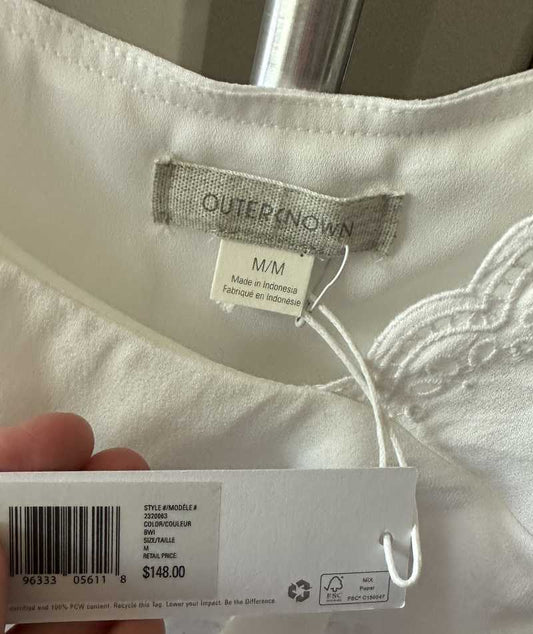 OUTERKNOWN
M/M
Made in Indonesia
Fabriqué en Indonésie
STYLE #/MODÈLE #
2320063
COLOR/COULEUR
BWI
SIZE/TAILLE
M
RETAIL PRICE:
$148.00
96333 05611 8
MIX
Paper
FSC
FSC® C150047
and 100% PCW content. Recycle this Tag. Lower your Impact. Be the Difference.